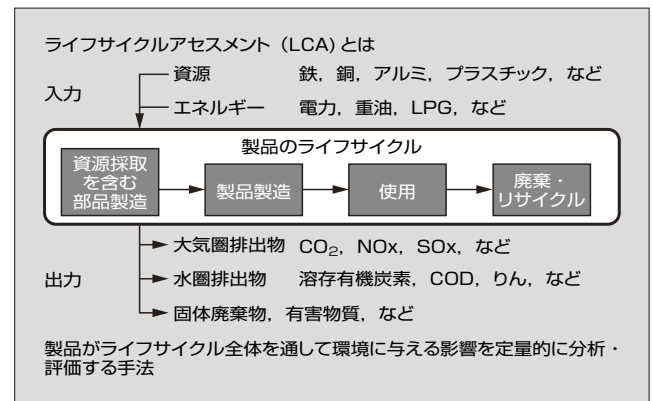 ライフサイクルアセスメント（LCA）とは
入力
資源　鉄，銅，アルミ，プラスチック，など
エネルギー　電力，重油，LPG，など
製品のライフサイクル
資源採取
を含む
部品製造
製品製造
使用
廃棄・
リサイクル
出力
大気圏排出物　CO₂，NOx，SOx，など
水圏排出物　溶存有機炭素，COD，りん，など
固体廃棄物，有害物質，など
製品がライフサイクル全体を通して環境に与える影響を定量的に分析・
評価する手法